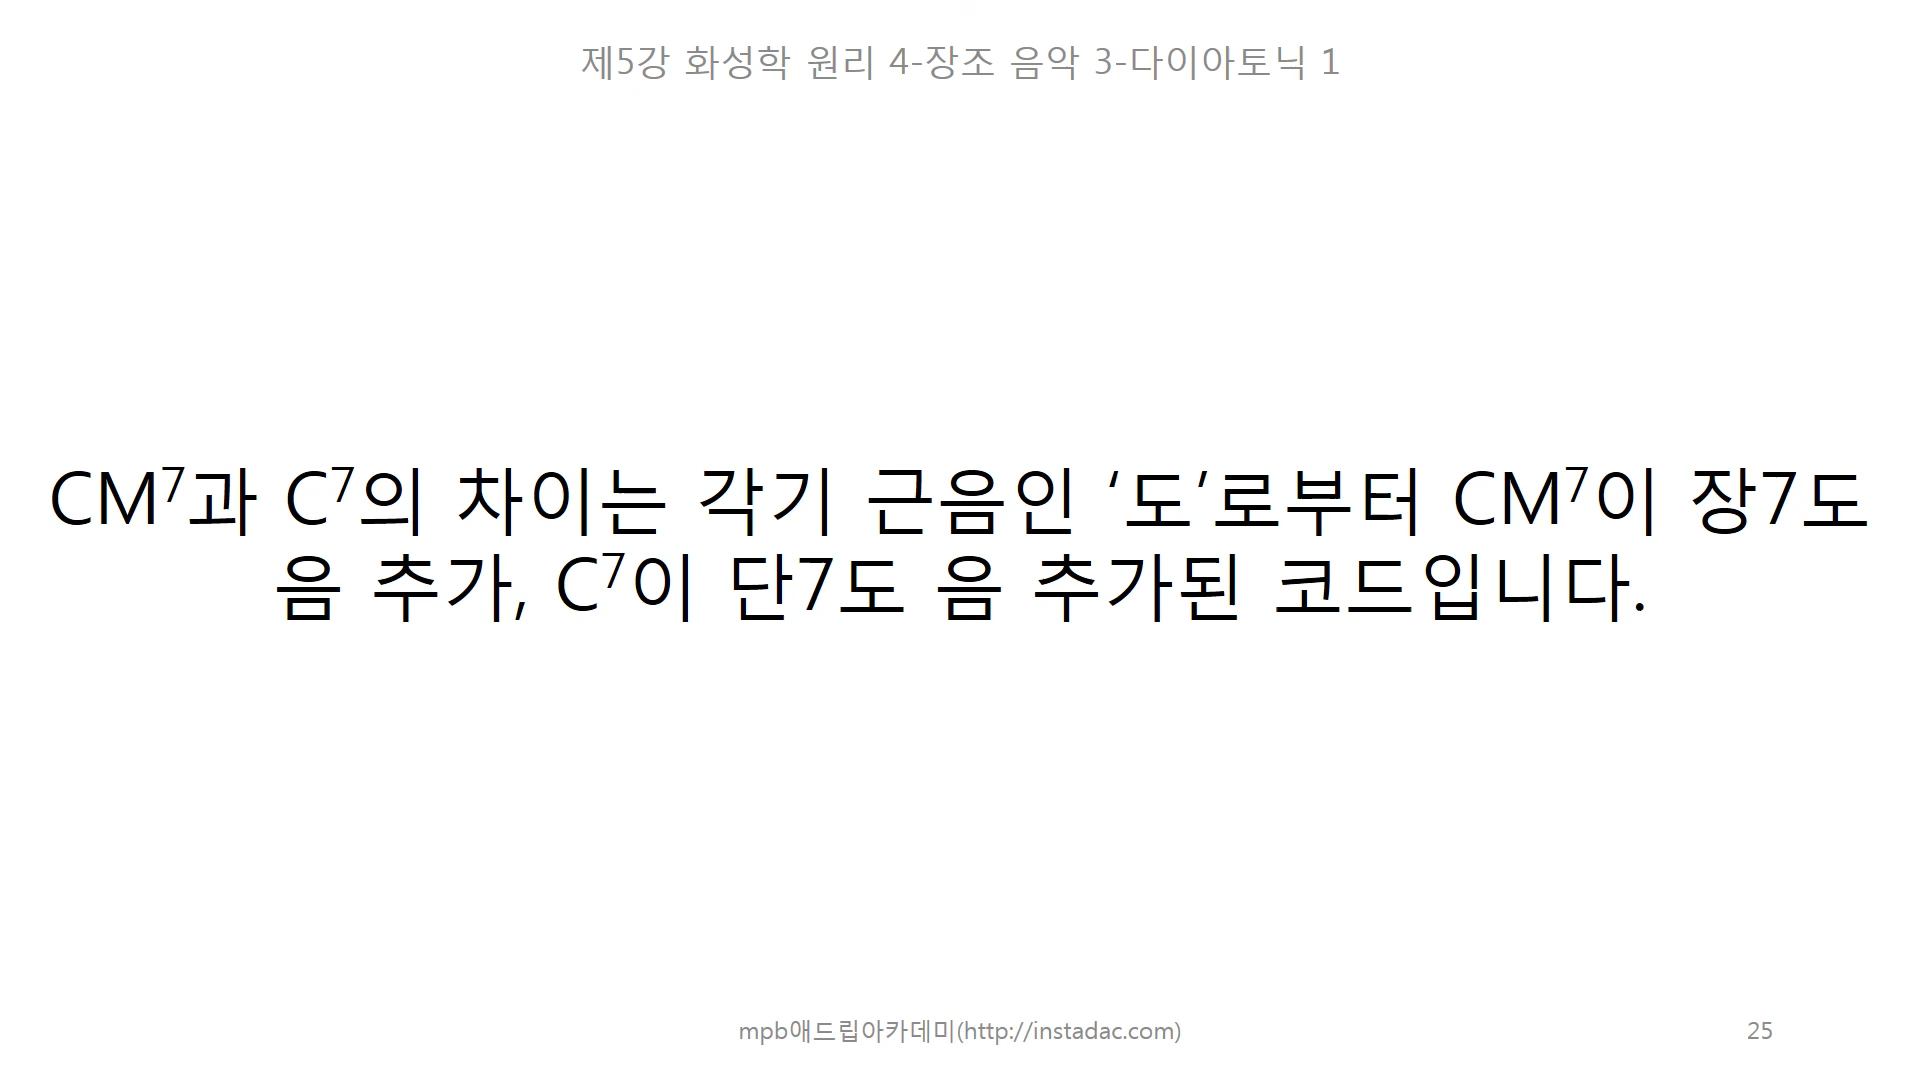 제5강 화성학 원리 4-장조 음악 3-다이아토닉 1
CM⁷과 C⁷의 차이는 각기 근음인 ‘도’로부터 CM⁷이 장7도
음 추가, C⁷이 단7도 음 추가된 코드입니다.
mpb애드립아카데미(http://instadac.com)
25